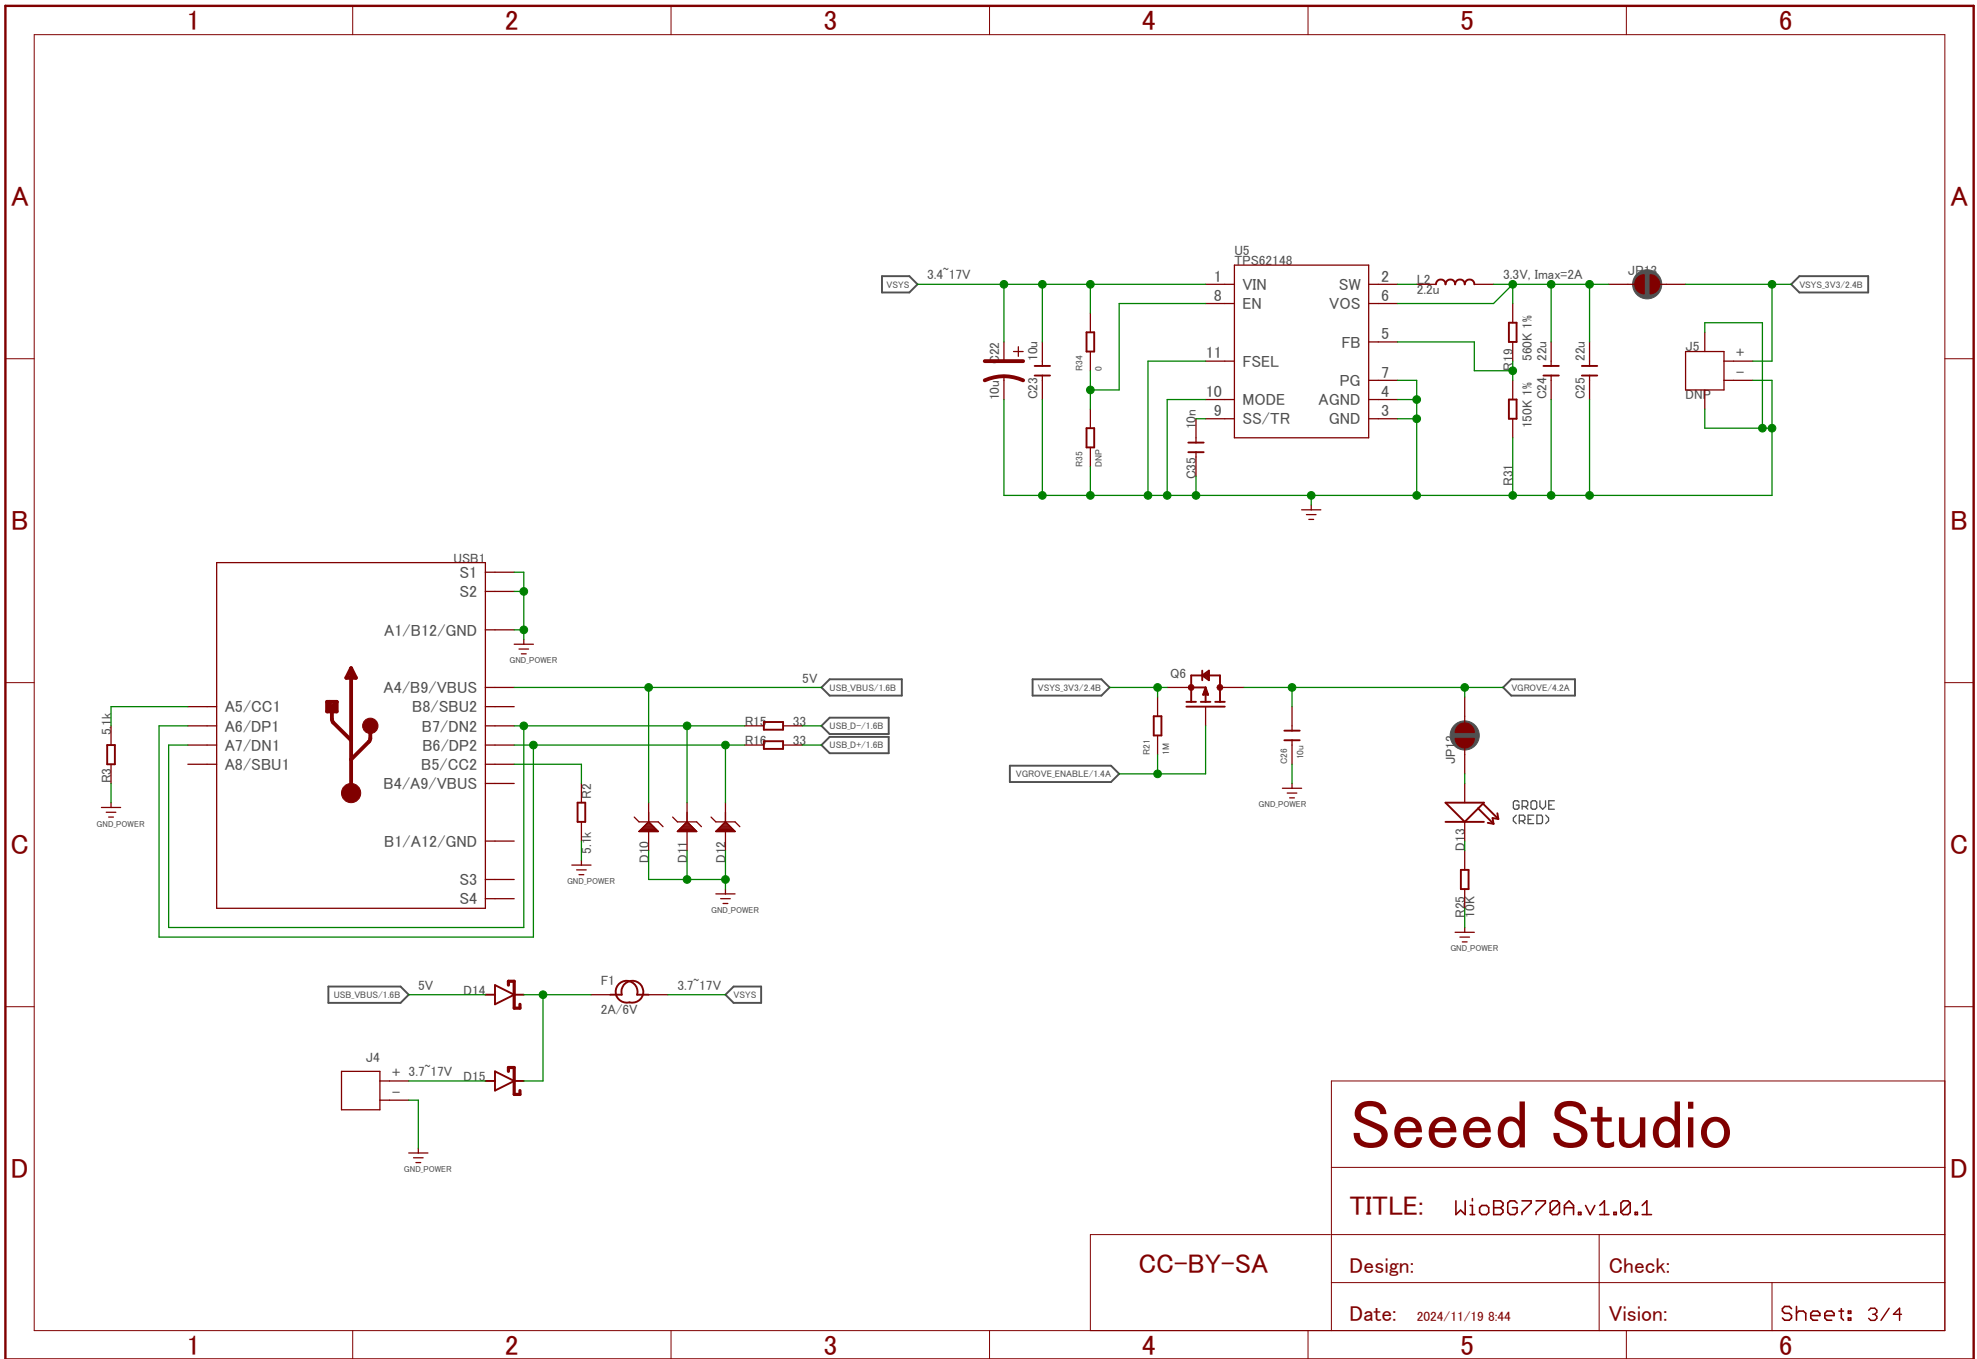 1 2 3 4 5 6
A
A
B
B
C
C
D
D
VSYS
3.4~17V
C22
10u
+
10u
C23
R34
0
R35
DNP
U5
TPS62148
1 VIN
8 EN
11 FSEL
10 MODE
9 SS/TR
SW 2
VOS 6
FB 5
PG 7
AGND 4
GND 3
10n
C35
L2
2.2u
3.3V, Imax=2A
R19
560K 1%
150K 1%
R31
22u
C24
22u
C25
JP13
VSYS_3V3/2.4B
J5
+
−
DNP
USB1
S1
S2
A1/B12/GND
A4/B9/VBUS
B8/SBU2
B7/DN2
B6/DP2
B5/CC2
B4/A9/VBUS
B1/A12/GND
S3
S4
A5/CC1
A6/DP1
A7/DN1
A8/SBU1
5.1k
R3
GND_POWER
GND_POWER
5V
USB_VBUS/1.6B
R15 33
USB_D-/1.6B
R16 33
USB_D+/1.6B
R2
5.1k
GND_POWER
D10
D11
D12
GND_POWER
VSYS_3V3/2.4B
Q6
R21
1M
VGROVE_ENABLE/1.4A
C26
10u
GND_POWER
VGROVE/4.2A
JP12
GROVE
(RED)
D13
R25
10K
GND_POWER
USB_VBUS/1.6B
5V
D14
F1
2A/6V
3.7~17V
VSYS
J4
+
−
3.7~17V
D15
GND_POWER
Seeed Studio
TITLE: WioBG770A.v1.0.1
CC-BY-SA
Design:
Check:
Date: 2024/11/19 8:44
Vision:
Sheet: 3/4
1 2 3 4 5 6